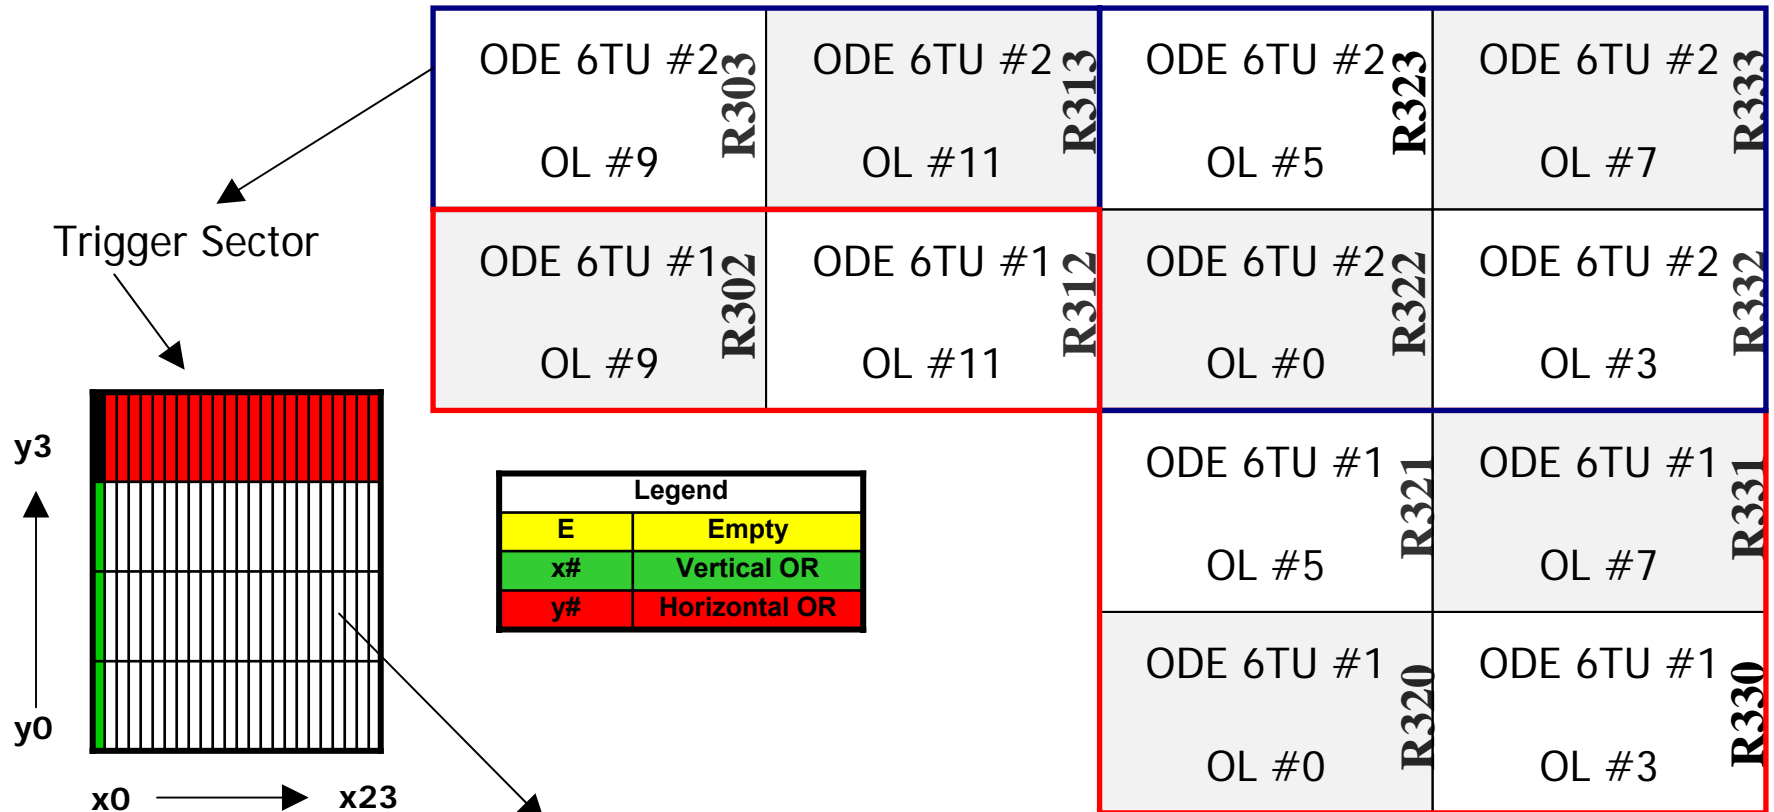 ODE 6TU #2
OL #9
R303
ODE 6TU #2
OL #11
R313
ODE 6TU #2
OL #5
R323
ODE 6TU #2
OL #7
R333
Trigger Sector
ODE 6TU #1
OL #9
R302
ODE 6TU #1
OL #11
R312
ODE 6TU #2
OL #0
R322
ODE 6TU #2
OL #3
R332
ODE 6TU #1
OL #5
R321
ODE 6TU #1
OL #7
R331
ODE 6TU #1
OL #0
R320
ODE 6TU #1
OL #3
R330
y3
y0
x0
x23
Legend
E Empty
x# Vertical OR
y# Horizontal OR